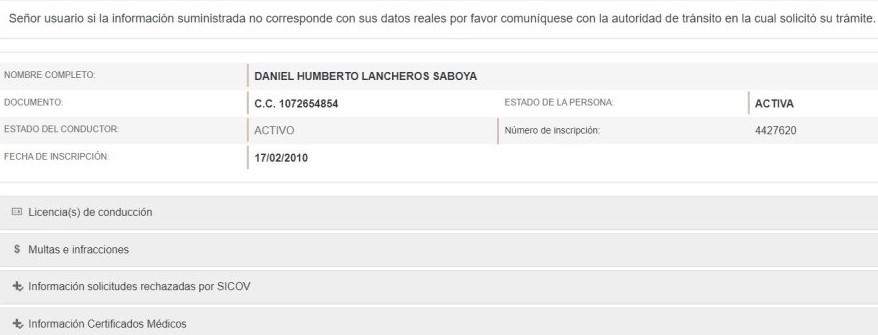 Señor usuario si la información suministrada no corresponde con sus datos reales por favor comuníquese con la autoridad de tránsito en la cual solicitó su trámite.
NOMBRE COMPLETO: DANIEL HUMBERTO LANCHEROS SABOYA
DOCUMENTO: C.C. 1072654854 ESTADO DE LA PERSONA: ACTIVA
ESTADO DEL CONDUCTOR: ACTIVO Número de inscripción: 4427620
FECHA DE INSCRIPCIÓN: 17/02/2010
Licencia(s) de conducción
$ Multas e infracciones
Información solicitudes rechazadas por SICOV
Información Certificados Médicos